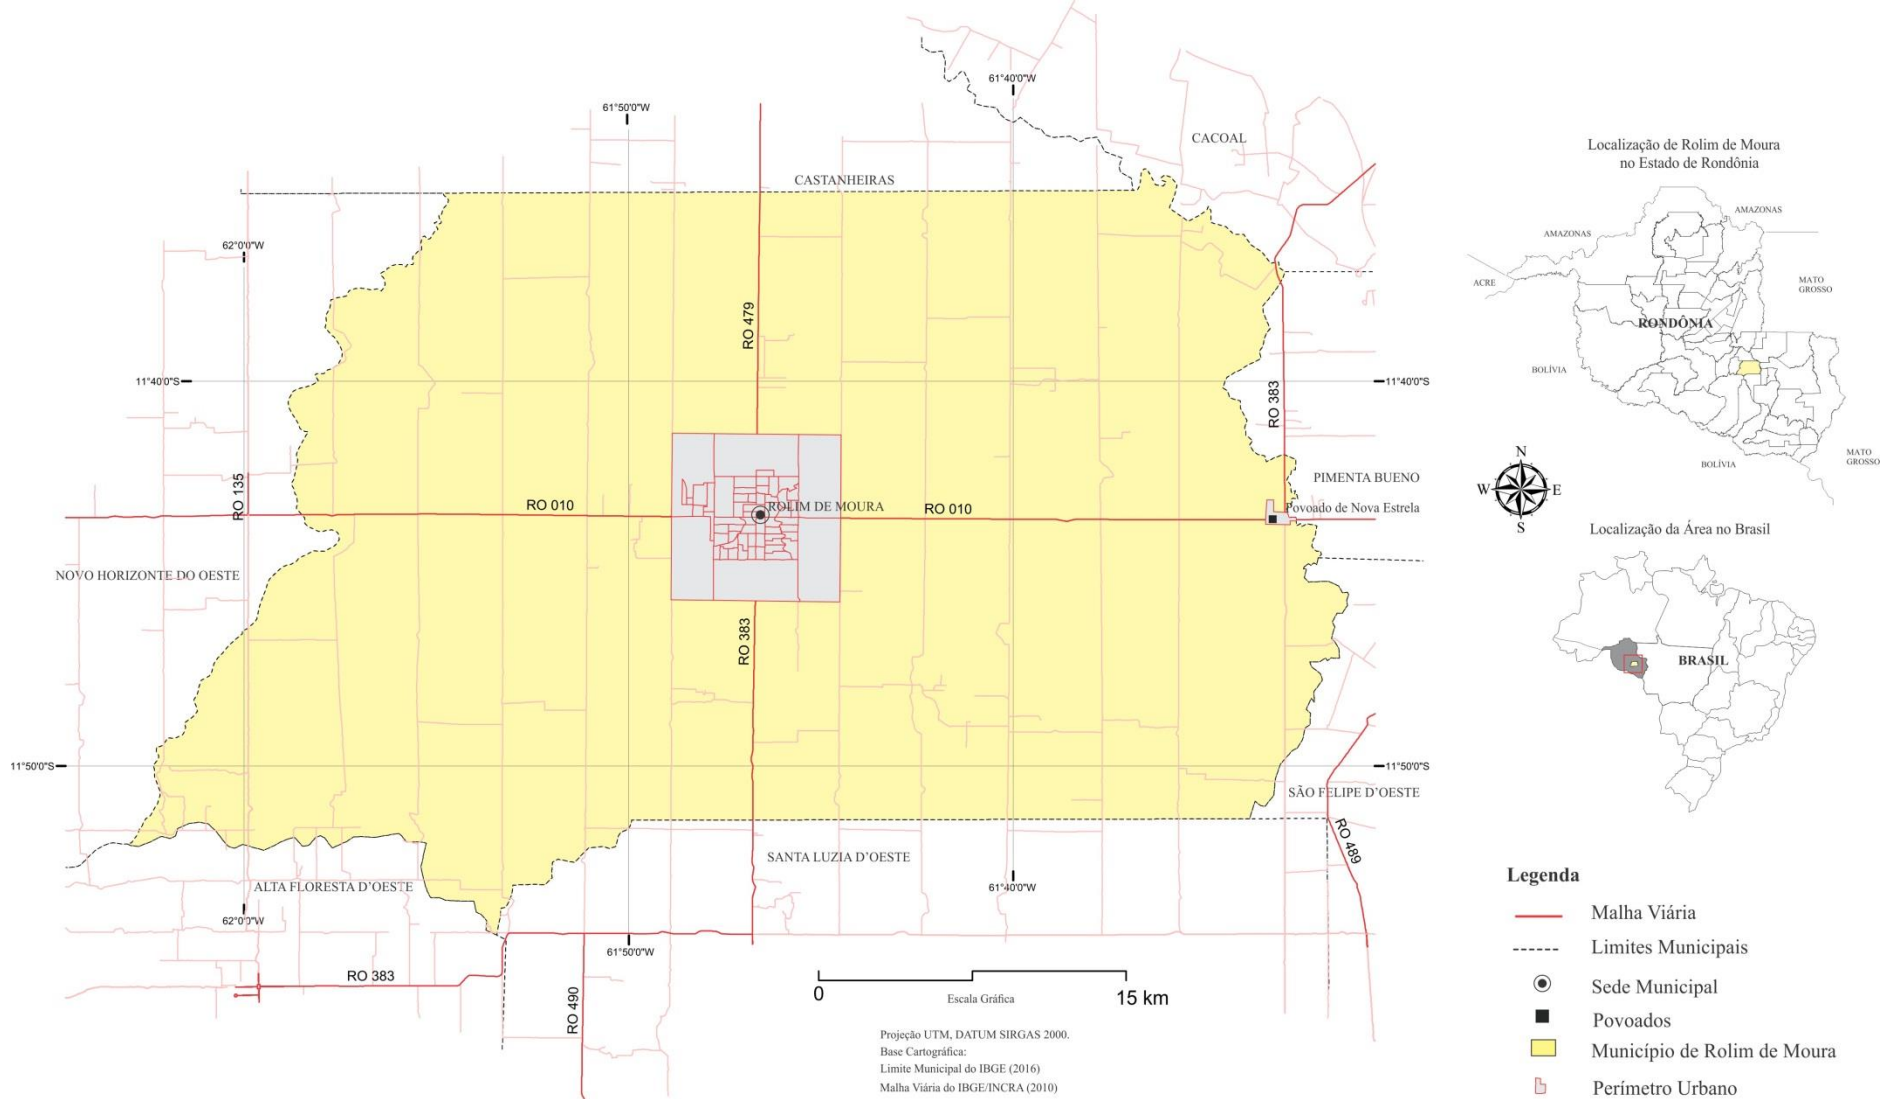 61°40'0"W
61°50'0"W
CACOAL
CASTANHEIRAS
62°0'0"W
RO 479
11°40'0"S
11°40'0"S
RO 383
RO 135
PIMENTA BUENO
RO 010
ROLIM DE MOURA
RO 010
Povoado de Nova Estrela
NOVO HORIZONTE DO OESTE
RO 383
11°50'0"S
11°50'0"S
SÃO FELIPE D'OESTE
RO 489
SANTA LUZIA D'OESTE
ALTA FLORESTA D'OESTE
61°40'0"W
62°0'0"W
61°50'0"W
RO 383
RO 490
0
15 km
Escala Gráfica
Projeção UTM, DATUM SIRGAS 2000.
Base Cartográfica:
Limite Municipal do IBGE (2016)
Malha Viária do IBGE/INCRA (2010)
Localização de Rolim de Moura
no Estado de Rondônia
AMAZONAS
AMAZONAS
ACRE
MATO
GROSSO
RONDÔNIA
BOLÍVIA
BOLÍVIA
MATO
GROSSO
N
W
E
S
Localização da Área no Brasil
BRASIL
Legenda
Malha Viária
Limites Municipais
Sede Municipal
Povoados
Município de Rolim de Moura
Perímetro Urbano